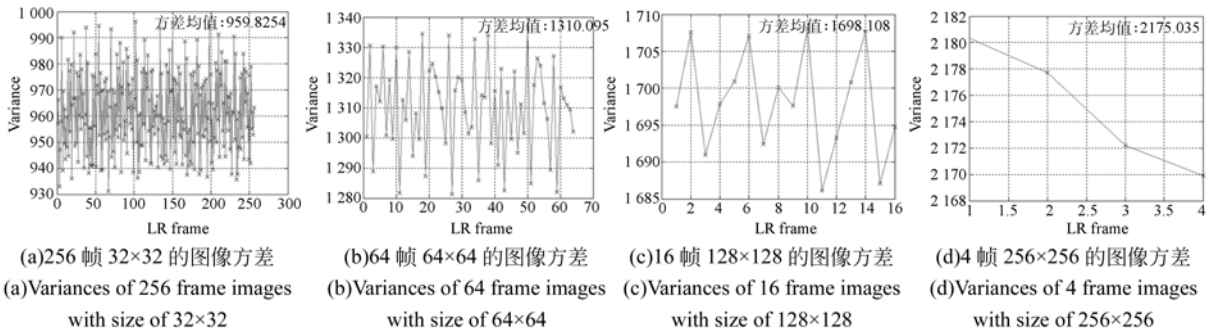 方差均值:959.8254
1 000
990
980
970
960
950
940
930
Variance
0 50 100 150 200 250 300
LR frame
(a)256 帧 32×32 的图像方差
(a)Variances of 256 frame images
with size of 32×32
方差均值:1310.095
1 340
1 330
1 320
1 310
1 300
1 290
1 280
Variance
0 10 20 30 40 50 60 70
LR frame
(b)64 帧 64×64 的图像方差
(b)Variances of 64 frame images
with size of 64×64
方差均值:1698.108
1 710
1 705
1 700
1 695
1 690
1 685
Variance
0 2 4 6 8 10 12 14 16
LR frame
(c)16 帧 128×128 的图像方差
(c)Variances of 16 frame images
with size of 128×128
方差均值:2175.035
2 182
2 180
2 178
2 176
2 174
2 172
2 170
2 168
Variance
1 1.5 2 2.5 3 3.5 4
LR frame
(d)4 帧 256×256 的图像方差
(d)Variances of 4 frame images
with size of 256×256